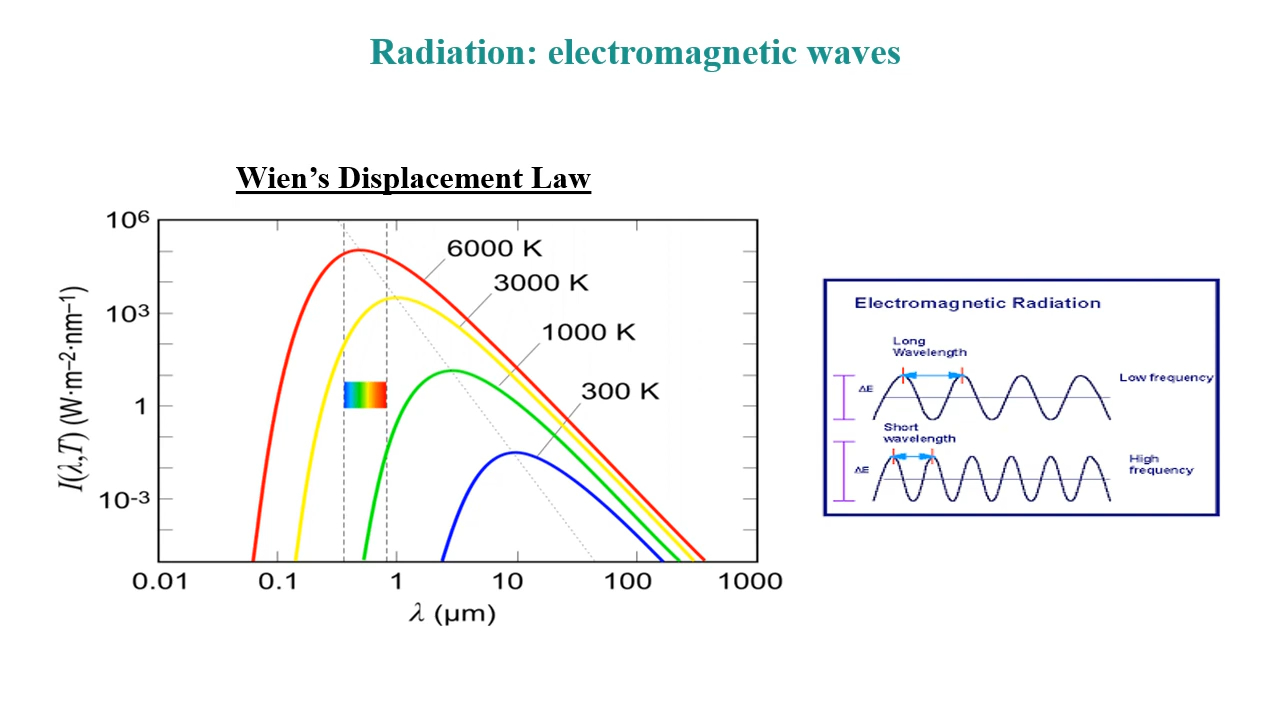 Radiation: electromagnetic waves
Wien’s Displacement Law
10⁶
10³
1
10⁻³
I(λ,T) (W·m⁻²·nm⁻¹)
6000 K
3000 K
1000 K
300 K
0.01
0.1
1
10
100
1000
λ (μm)
Electromagnetic Radiation
Long
Wavelength
Low frequency
ΔE
Short
wavelength
High
frequency
ΔE